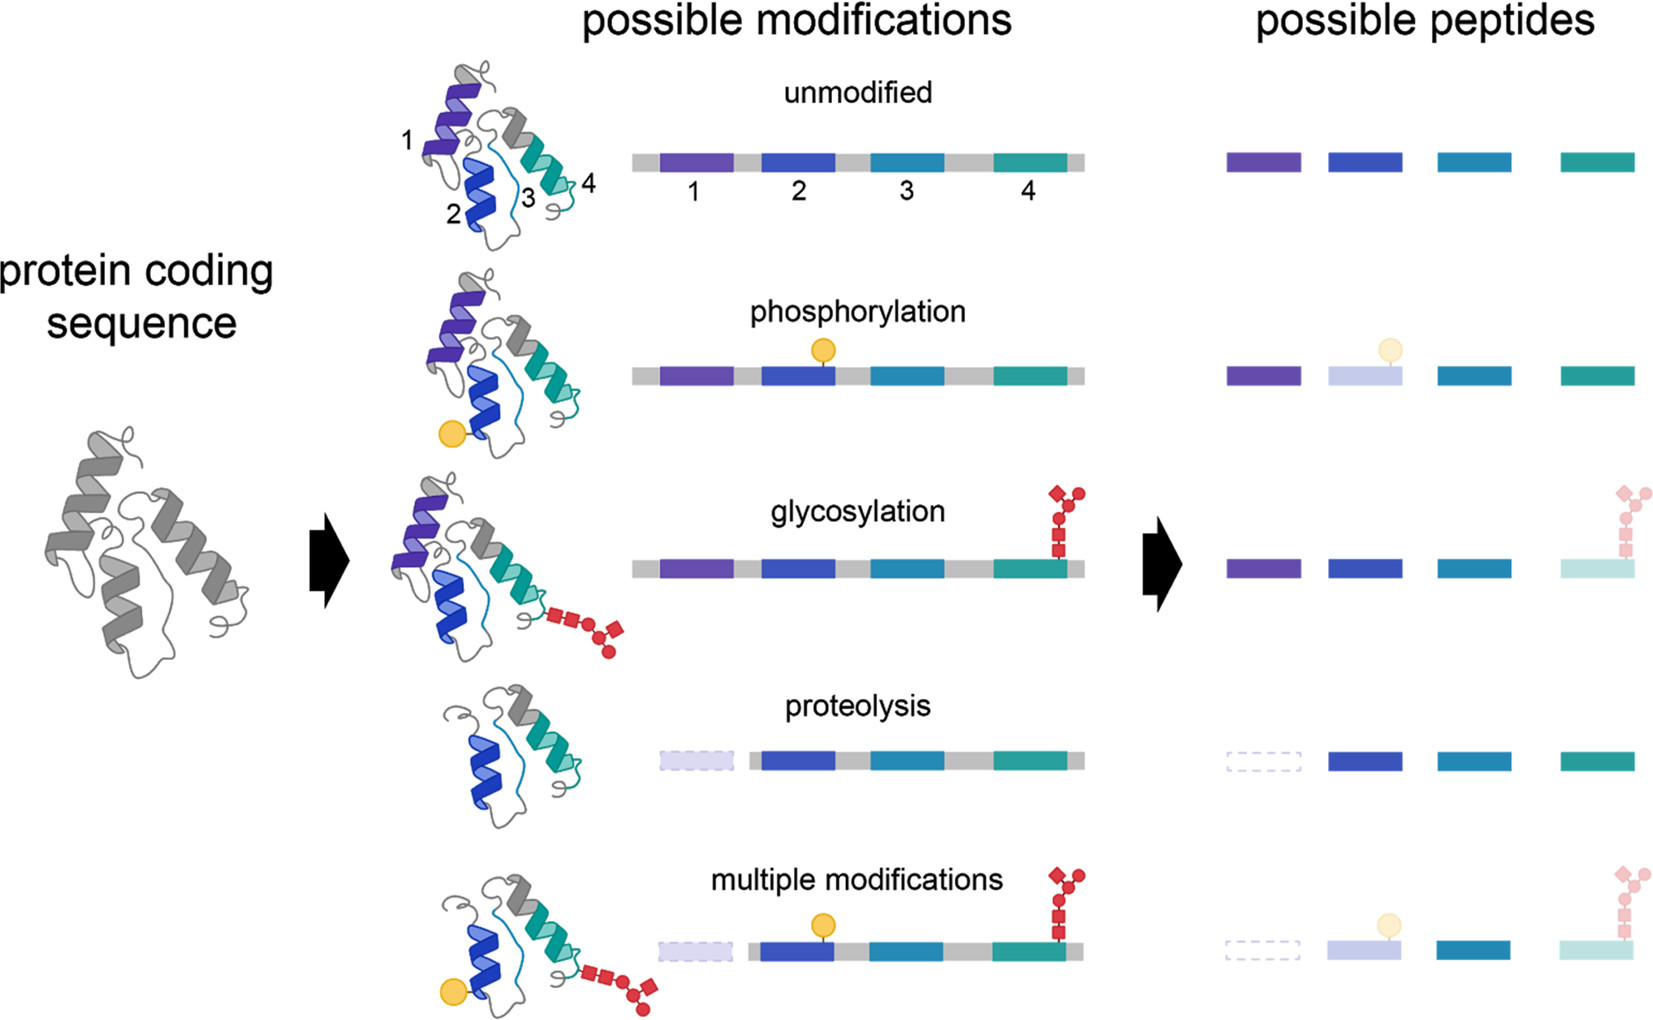 possible modifications
possible peptides
unmodified
1
4
3
2
1 2 3 4
protein coding
sequence
phosphorylation
glycosylation
proteolysis
multiple modifications